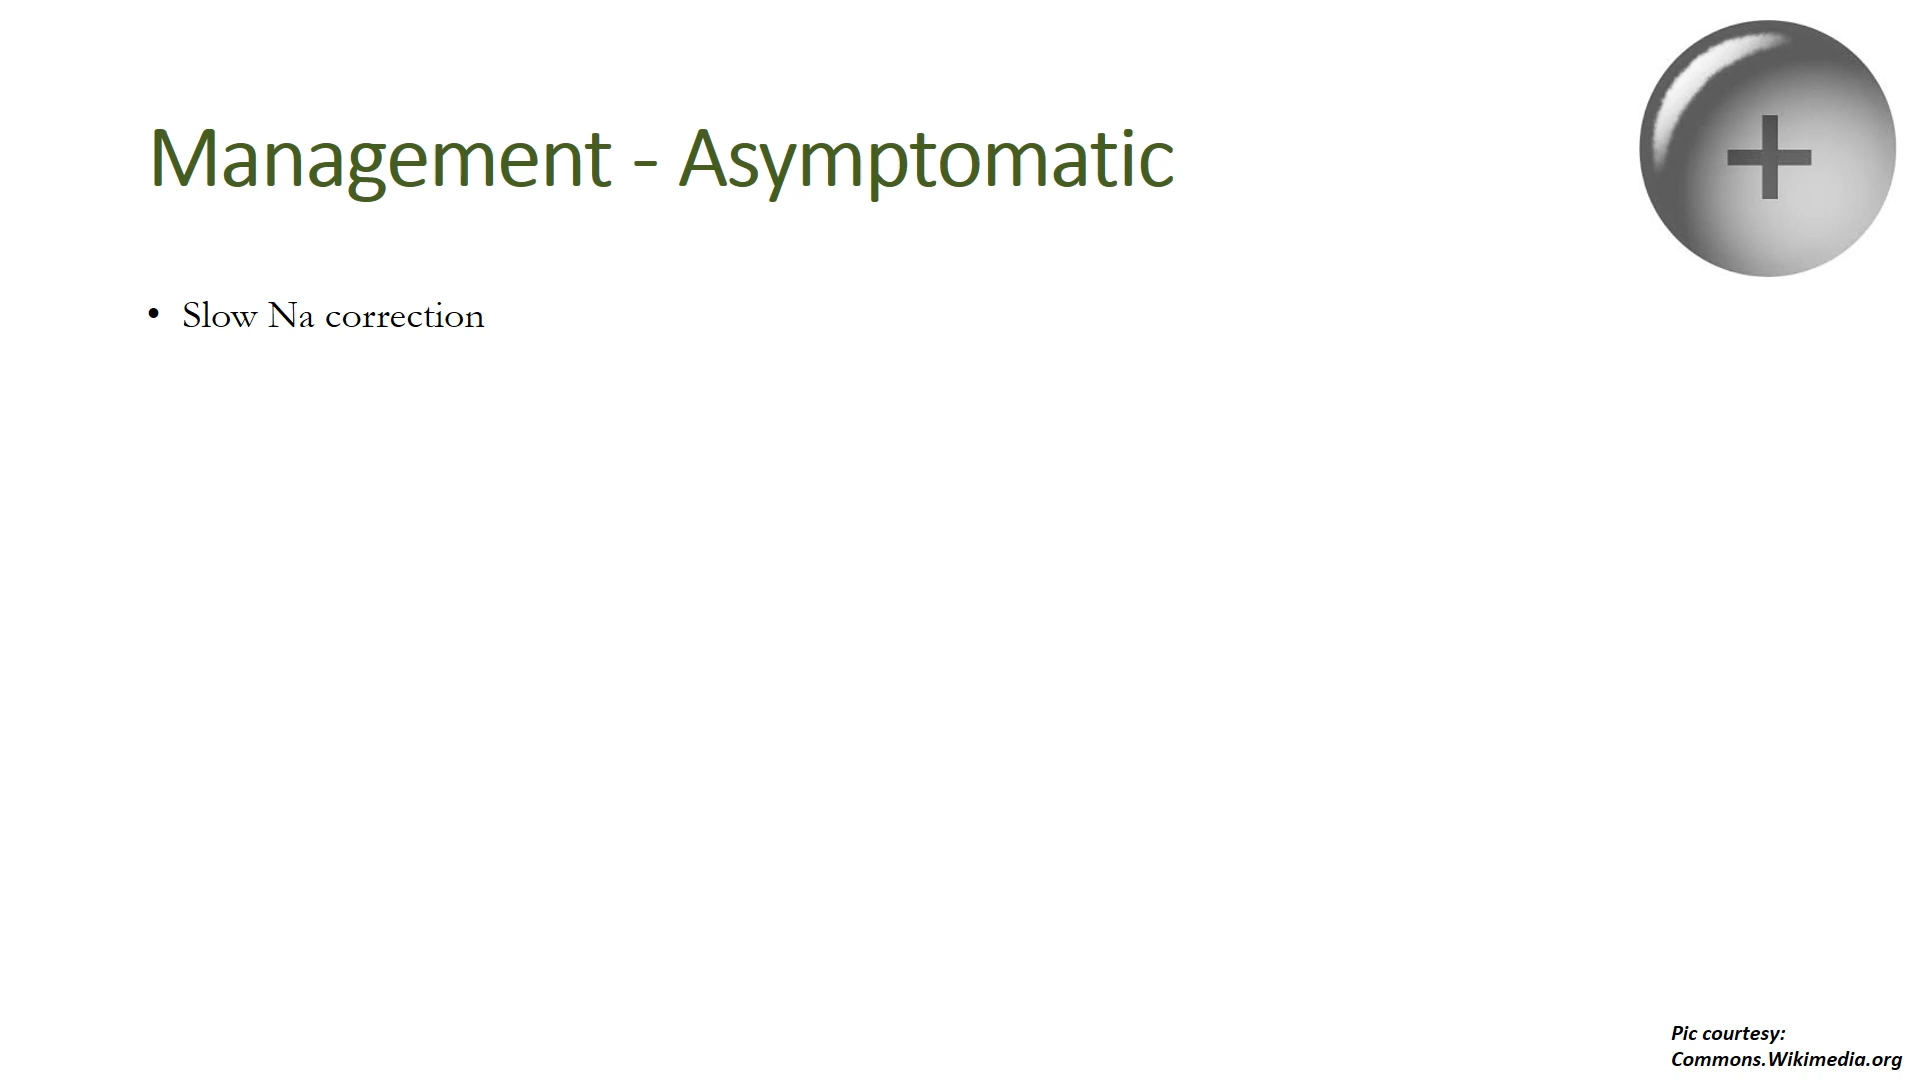 Management - Asymptomatic
+
• Slow Na correction
Pic courtesy:
Commons.Wikimedia.org